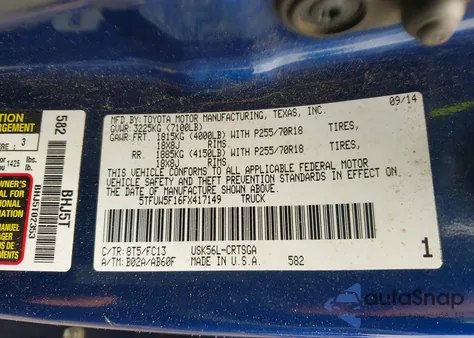 MFD.BY: TOYOTA MOTOR MANUFACTURING, TEXAS, INC. 09/14
GVWR: 3225KG (7100LB)
GAWR: FRT. 1815KG (4000LB) WITH P255/70R18 TIRES,
18X8J RIMS
RR. 1885KG (4150LB) WITH P255/70R18 TIRES,
18X8J RIMS
THIS VEHICLE CONFORMS TO ALL APPLICABLE FEDERAL MOTOR
VEHICLE SAFETY AND THEFT PREVENTION STANDARDS IN EFFECT
ON THE DATE OF MANUFACTURE SHOWN ABOVE.
5TFUW5F16FX417149 TRUCK
C/TR: 8T5/FC13 USK56L-CRTSGA
A/TM: B02A/AB60F MADE IN U.S.A. 582
1
582
BHJ5T
3
1425 lbs.
kg.
autoSnap